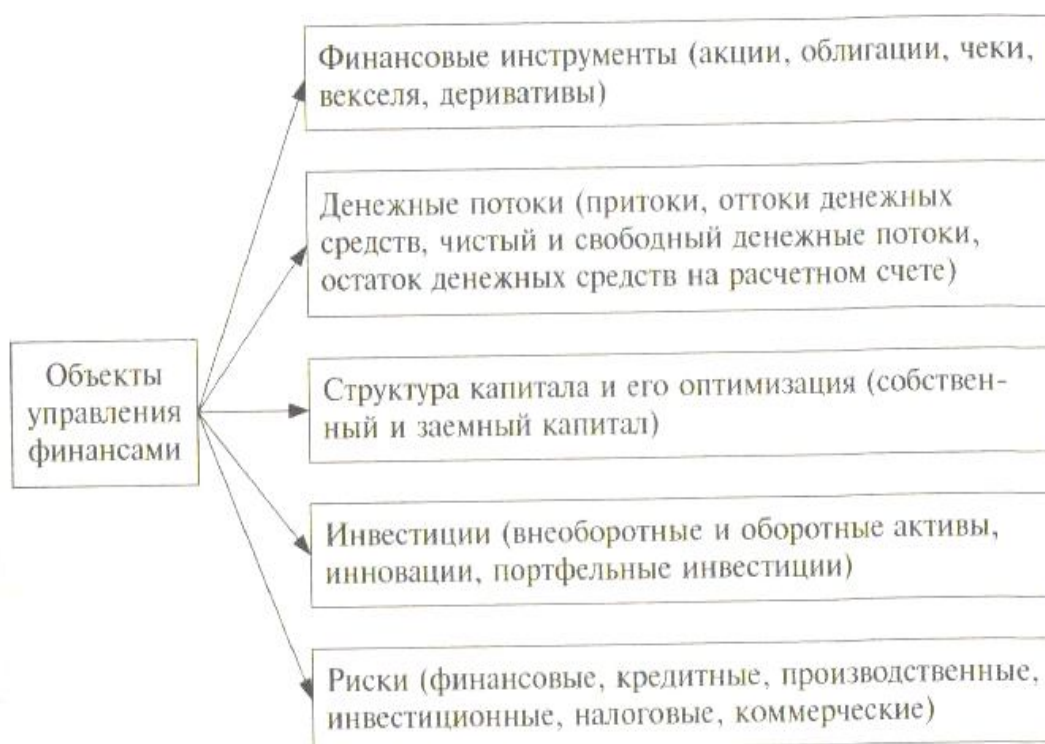 Финансовые инструменты (акции, облигации, чеки,
векселя, деривативы)
Денежные потоки (притоки, оттоки денежных
средств, чистый и свободный денежные потоки,
остаток денежных средств на расчетном счете)
Объекты
управления
финансами
Структура капитала и его оптимизация (собствен-
ный и заемный капитал)
Инвестиции (внеоборотные и оборотные активы,
инновации, портфельные инвестиции)
Риски (финансовые, кредитные, производственные,
инвестиционные, налоговые, коммерческие)